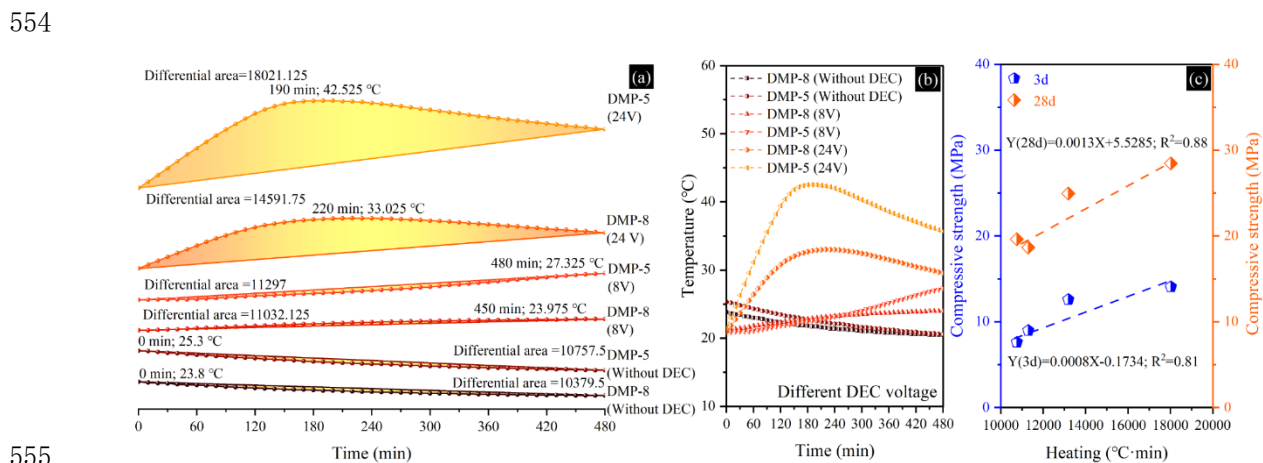 554
(a)
Differential area=18021.125
190 min; 42.525 ℃
DMP-5
(24V)
Differential area =14591.75
220 min; 33.025 ℃
DMP-8
(24 V)
480 min; 27.325 ℃
DMP-5
(8V)
Differential area=11297
450 min; 23.975 ℃
DMP-8
(8V)
Differential area=11032.125
0 min; 25.3 ℃
Differential area =10757.5
DMP-5
(Without DEC)
0 min; 23.8 ℃
Differential area =10379.5
DMP-8
(Without DEC)
0 60 120 180 240 300 360 420 480
Time (min)
(b)
DMP-8 (Without DEC)
DMP-5 (Without DEC)
DMP-8 (8V)
DMP-5 (8V)
DMP-8 (24V)
DMP-5 (24V)
Temperature (℃)
60
50
40
30
20
10
Different DEC voltage
0 60 120 180 240 300 360 420 480
Time (min)
(c)
3d
28d
Y(28d)=0.0013X+5.5285; R²=0.88
Y(3d)=0.0008X-0.1734; R²=0.81
Compressive strength (MPa)
40
30
20
10
0
Compressive strength (MPa)
40
30
20
10
0
10000 12000 14000 16000 18000 20000
Heating (℃·min)
555